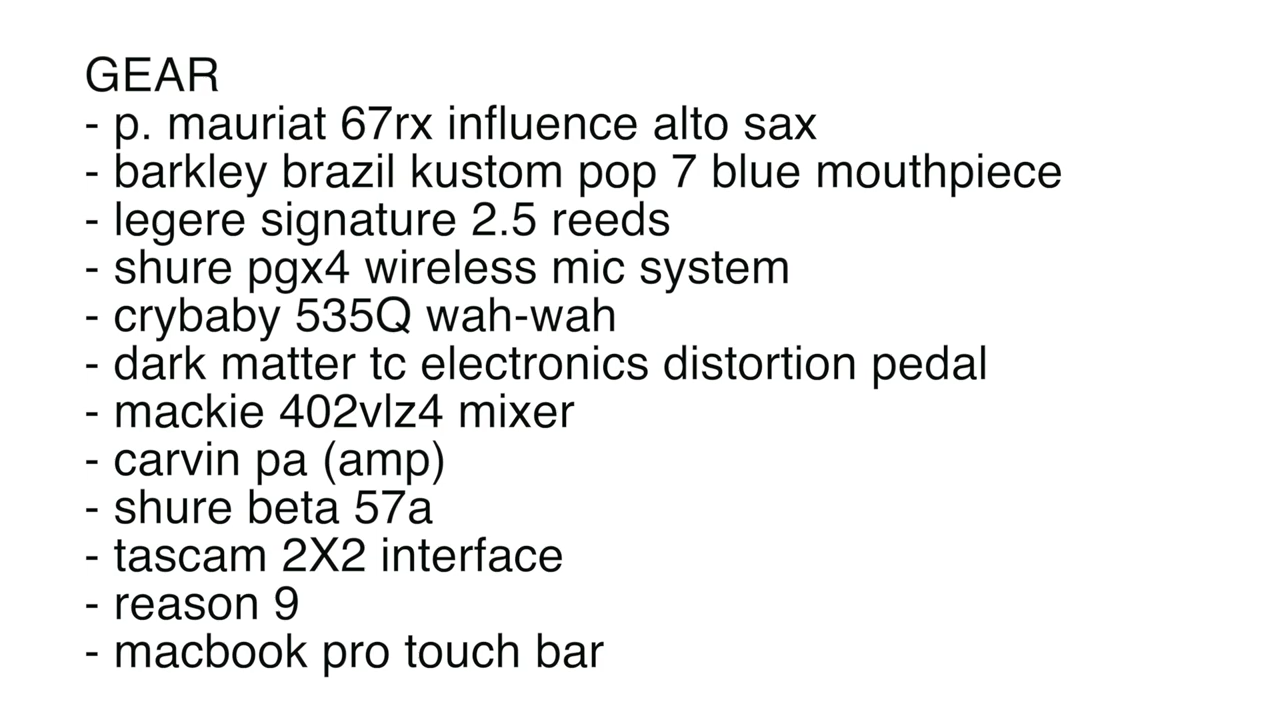 GEAR
- p. mauriat 67rx influence alto sax
- barkley brazil kustom pop 7 blue mouthpiece
- legere signature 2.5 reeds
- shure pgx4 wireless mic system
- crybaby 535Q wah-wah
- dark matter tc electronics distortion pedal
- mackie 402vlz4 mixer
- carvin pa (amp)
- shure beta 57a
- tascam 2X2 interface
- reason 9
- macbook pro touch bar